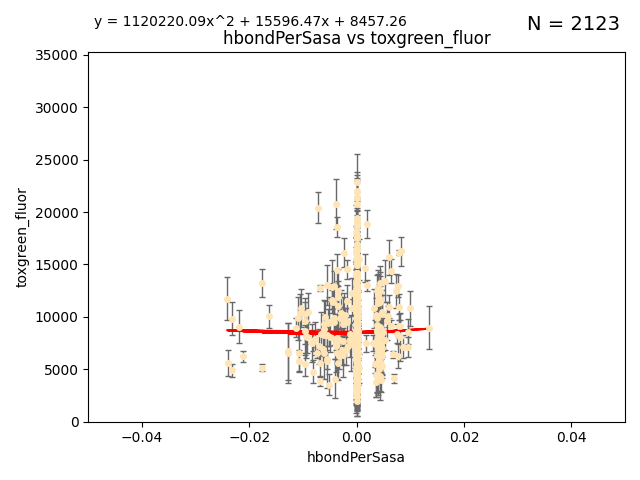 y = 1120220.09x^2 + 15596.47x + 8457.26
N = 2123
hbondPerSasa vs toxgreen_fluor
35000
30000
25000
20000
15000
10000
5000
0
toxgreen_fluor
−0.04
−0.02
0.00
0.02
0.04
hbondPerSasa